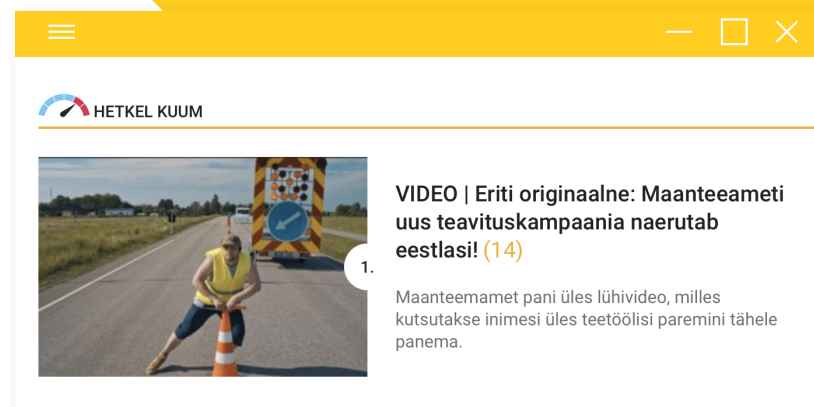 HETKEL KUUM
VIDEO | Eriti originaalne: Maanteeameti
uus teavituskampaania naerutab
eestlasi! (14)
1.
Maanteemamet pani üles lühivideo, milles
kutsutakse inimesi üles teetöölisi paremini tähele
panema.